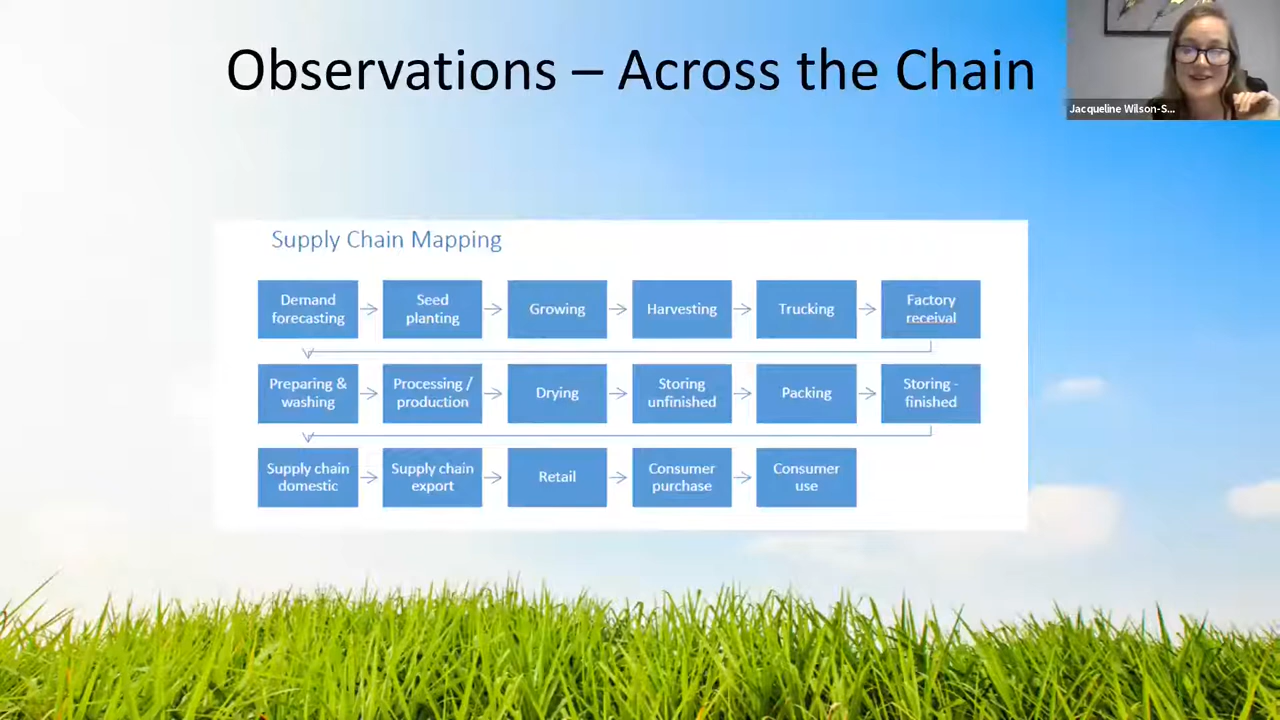 Observations – Across the Chain
Jacqueline Wilson-S...
Supply Chain Mapping
Demand
forecasting
Seed
planting
Growing
Harvesting
Trucking
Factory
receival
Preparing &
washing
Processing /
production
Drying
Storing
unfinished
Packing
Storing -
finished
Supply chain
domestic
Supply chain
export
Retail
Consumer
purchase
Consumer
use